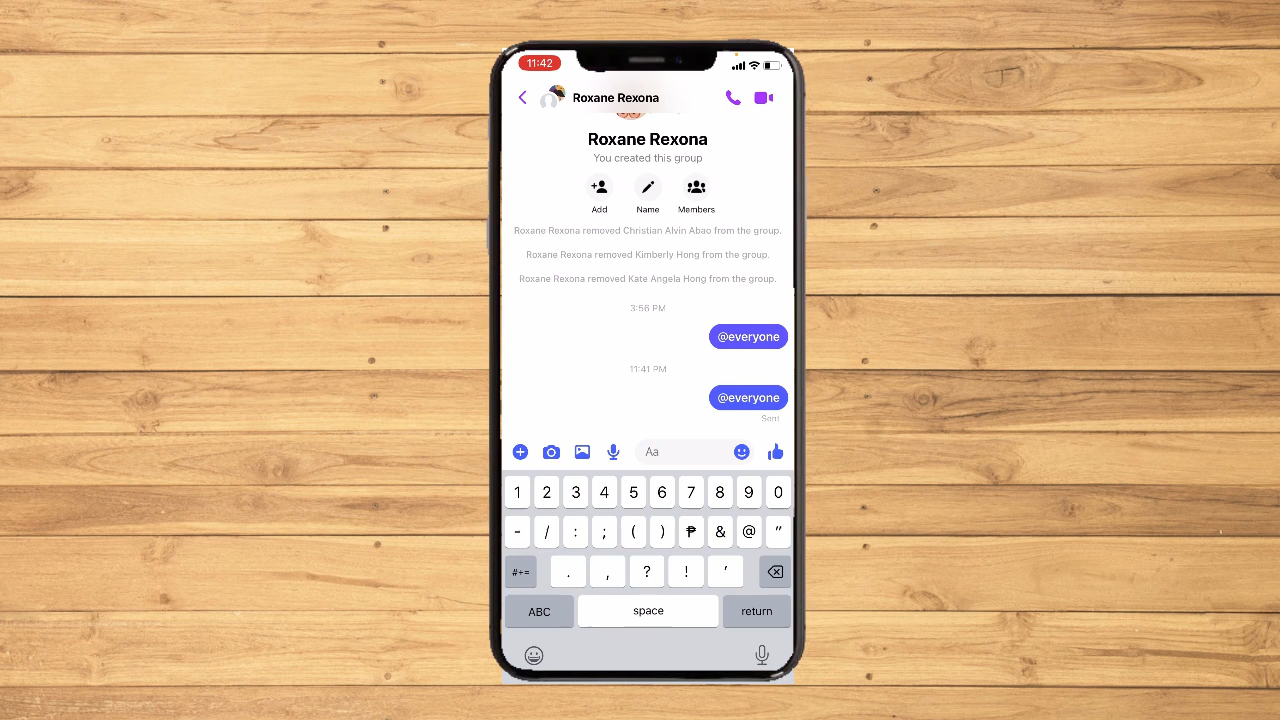 11:42
Roxane Rexona
Roxane Rexona
You created this group
Add Name Members
Roxane Rexona removed Christian Alvin Abao from the group.
Roxane Rexona removed Kimberly Hong from the group.
Roxane Rexona removed Kate Angela Hong from the group.
3:56 PM
@everyone
11:41 PM
@everyone
Sent
Aa
1 2 3 4 5 6 7 8 9 0
- / : ; ( ) ₱ & @ "
#+= . , ? ! '
ABC space return